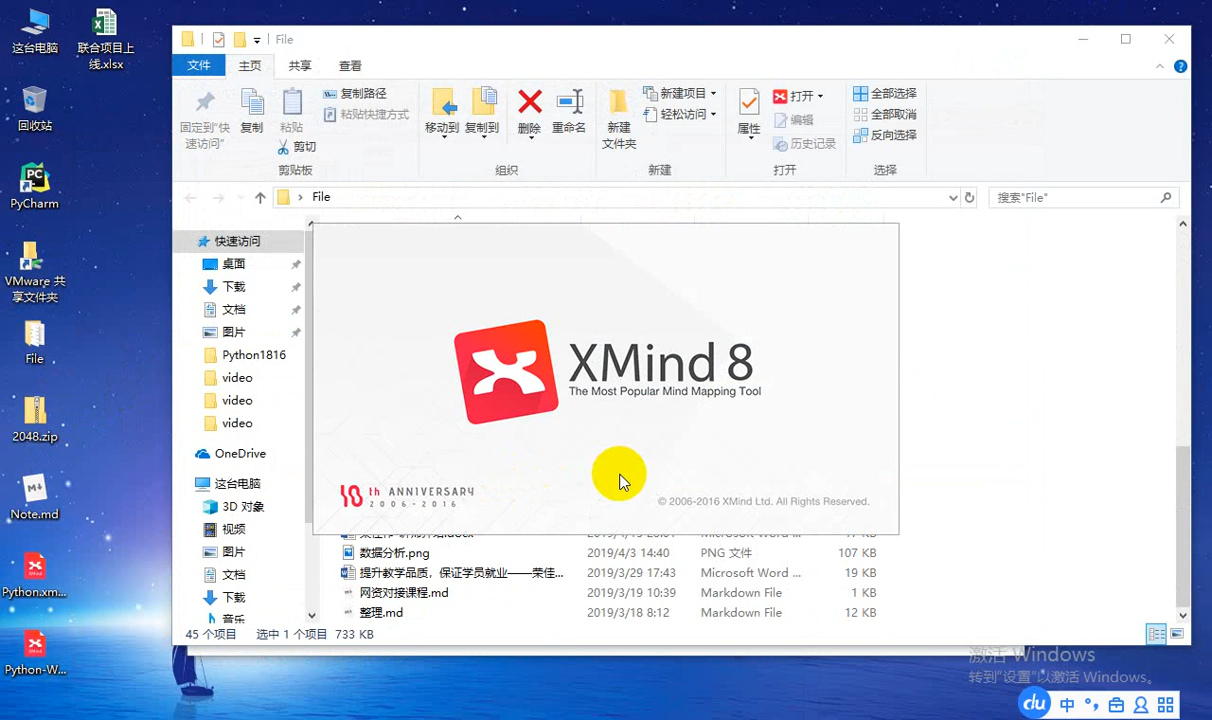 这台电脑
联合项目上
线.xlsx
回收站
PyCharm
VMware 共
享文件夹
File
2048.zip
Note.md
Python.xm...
Python-W...
File
文件
主页
共享
查看
固定到"快
速访问"
复制
粘贴
复制路径
粘贴快捷方式
剪切
剪贴板
移动到
复制到
删除
重命名
组织
新建
文件夹
新建项目
轻松访问
新建
属性
打开
编辑
历史记录
打开
全部选择
全部取消
反向选择
选择
File
搜索"File"
快速访问
桌面
下载
文档
图片
Python1816
video
video
video
OneDrive
这台电脑
3D 对象
视频
图片
文档
下载
音乐
XMind 8
The Most Popular Mind Mapping Tool
10th ANNIVERSARY
2006-2016
© 2006-2016 XMind Ltd. All Rights Reserved.
数据分析.png 2019/4/3 14:40 PNG 文件 107 KB
提升教学品质，保证学员就业——荣佳... 2019/3/29 17:43 Microsoft Word ... 19 KB
网资对接课程.md 2019/3/19 10:39 Markdown File 1 KB
整理.md 2019/3/18 8:12 Markdown File 12 KB
45 个项目 选中 1 个项目 733 KB
激活 Windows
转到"设置"以激活 Windows。
du 中